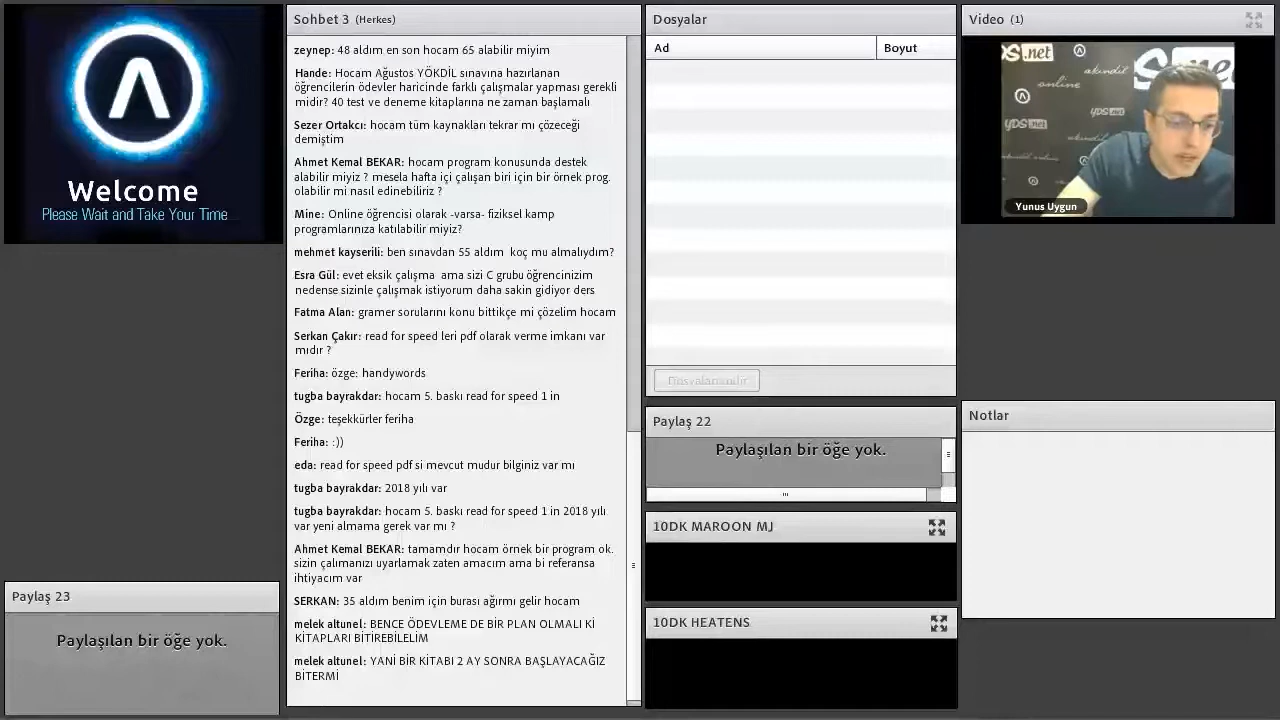 Welcome
Please Wait and Take Your Time
Sohbet 3 (Herkes)
zeynep: 48 aldım en son hocam 65 alabilir miyim
Hande: Hocam Ağustos YÖKDİL sınavına hazırlanan
öğrencilerin ödevler haricinde farklı çalışmalar yapması gerekli
midir? 40 test ve deneme kitaplarına ne zaman başlamalı
Sezer Ortakcı: hocam tüm kaynakları tekrar mı çözeceği
demiştim
Ahmet Kemal BEKAR: hocam program konusunda destek
alabilir miyiz ? mesela hafta içi çalışan biri için bir örnek prog.
olabilir mi nasıl edinebiliriz ?
Mine: Online öğrencisi olarak -varsa- fiziksel kamp
programlarınıza katılabilir miyiz?
mehmet kayserili: ben sınavdan 55 aldım koç mu almalıydım?
Esra Gül: evet eksik çalışma ama sizi C grubu öğrencinizim
nedense sizinle çalışmak istiyorum daha sakin gidiyor ders
Fatma Alan: gramer sorularını konu bittikçe mi çözelim hocam
Serkan Çakır: read for speed leri pdf olarak verme imkanı var
mıdır ?
Feriha: özge: handywords
tugba bayrakdar: hocam 5. baskı read for speed 1 in
Özge: teşekkürler feriha
Feriha: :))
eda: read for speed pdf si mevcut mudur bilginiz var mı
tugba bayrakdar: 2018 yılı var
tugba bayrakdar: hocam 5. baskı read for speed 1 in 2018 yılı
var yeni almama gerek var mı ?
Ahmet Kemal BEKAR: tamamdır hocam örnek bir program ok.
sizin çalımanızı uyarlamak zaten amacım ama bi referansa
ihtiyacım var
SERKAN: 35 aldım benim için burası ağırmı gelir hocam
melek altunel: BENCE ÖDEVLEME DE BİR PLAN OLMALI Kİ
KİTAPLARI BİTİREBİLELİM
melek altunel: YANİ BİR KİTABI 2 AY SONRA BAŞLAYACAĞIZ
BİTERMİ
Paylaş 23
Paylaşılan bir öğe yok.
Dosyalar
Ad Boyut
Paylaş 22
Paylaşılan bir öğe yok.
10DK MAROON MJ
10DK HEATENS
Video (1)
DS.net
akindil
online
YDS.net
akindil
online
Yunus Uygun
Notlar